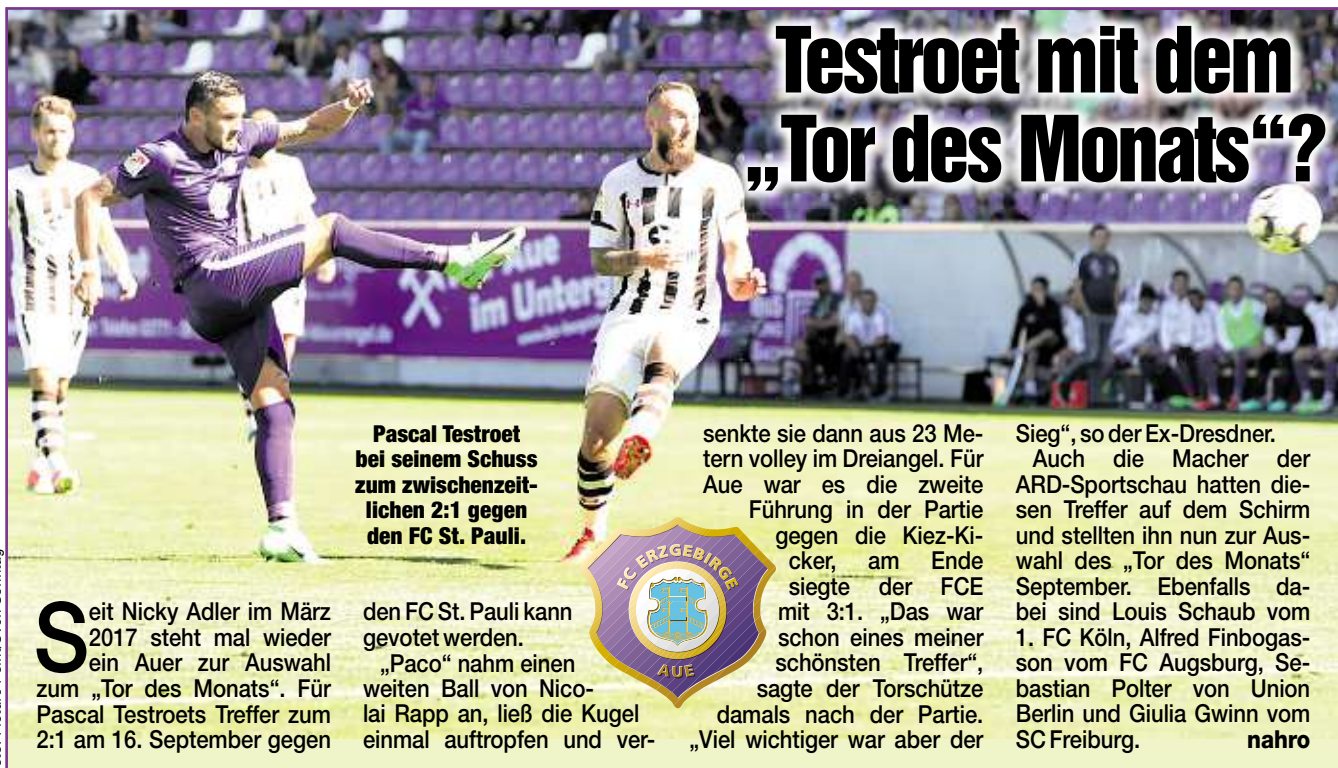 Testroet mit dem
„Tor des Monats“?
Aue
im Unterg
Pascal Testroet
bei seinem Schuss
zum zwischenzeit-
lichen 2:1 gegen
den FC St. Pauli.
Seit Nicky Adler im März
2017 steht mal wieder
ein Auer zur Auswahl
zum „Tor des Monats“. Für
Pascal Testroets Treffer zum
2:1 am 16. September gegen
den FC St. Pauli kann
gevotet werden.
„Paco“ nahm einen
weiten Ball von Nico-
lai Rapp an, ließ die Kugel
einmal auftropfen und ver-
senkte sie dann aus 23 Me-
tern volley im Dreiangel. Für
Aue war es die zweite
Führung in der Partie
gegen die Kiez-Ki-
cker, am Ende
siegte der FCE
mit 3:1. „Das war
schon eines meiner
schönsten Treffer“,
sagte der Torschütze
damals nach der Partie.
„Viel wichtiger war aber der
Sieg“, so der Ex-Dresdner.
Auch die Macher der
ARD-Sportschau hatten die-
sen Treffer auf dem Schirm
und stellten ihn nun zur Aus-
wahl des „Tor des Monats“
September. Ebenfalls da-
bei sind Louis Schaub vom
1. FC Köln, Alfred Finbogas-
son vom FC Augsburg, Se-
bastian Polter von Union
Berlin und Giulia Gwinn vom
SC Freiburg. nahro
FC ERZGEBIRGE
AUE